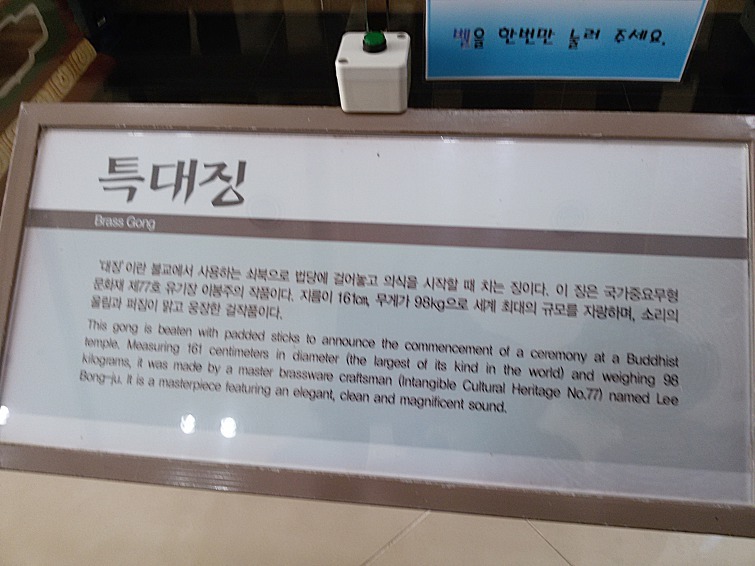 벨을 한번만 눌러 주세요.
특대징
Brass Gong
'대징'이란 불교에서 사용하는 쇠북으로 법당에 걸어놓고 의식을 시작할 때 치는 징이다. 이 징은 국가중요무형
문화재 제77호 유기장 이봉주의 작품이다. 지름이 161㎝, 무게가 98kg으로 세계 최대의 규모를 자랑하며, 소리의
울림과 퍼짐이 맑고 웅장한 걸작품이다.
This gong is beaten with padded sticks to announce the commencement of a ceremony at a Buddhist
temple. Measuring 161 centimeters in diameter (the largest of its kind in the world) and weighing 98
kilograms, it was made by a master brassware craftsman (Intangible Cultural Heritage No.77) named Lee
Bong-ju. It is a masterpiece featuring an elegant, clean and magnificent sound.